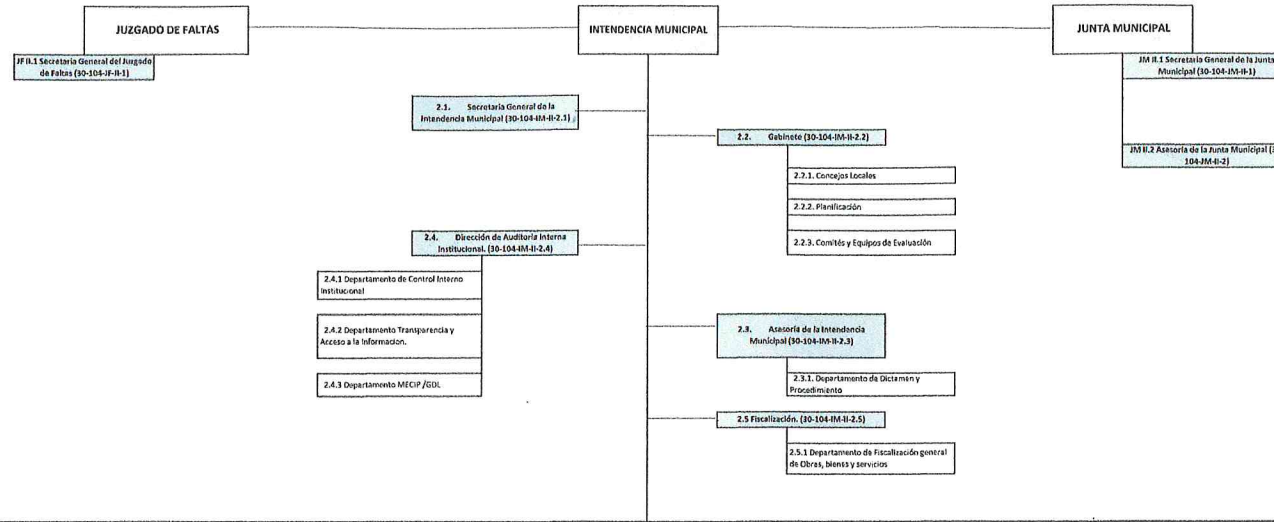 JUZGADO DE FALTAS
INTENDENCIA MUNICIPAL
JUNTA MUNICIPAL
JF II.1 Secretaria General del Juzgado
de Faltas (30-104-JF-II-1)
JM II.1 Secretaria General de la Junta
Municipal (30-104-JM-II-1)
2.1. Secretaria General de la
Intendencia Municipal (30-104-IM-II-2.1)
2.2. Gabinete (30-104-IM-II-2.2)
JM II.2 Asesoría de la Junta Municipal
104-JM-II-2)
2.2.1. Concejos Locales
2.2.2. Planificación
2.2.3. Comités y Equipos de Evaluación
2.4. Dirección de Auditoría Interna
Institucional. (30-104-IM-II-2.4)
2.4.1 Departamento de Control Interno
Institucional
2.4.2 Departamento Transparencia y
Acceso a la Informacion.
2.4.3 Departamento MECIP /GDL
2.3. Asesoría de la Intendencia
Municipal (30-104-IM-II-2.3)
2.3.1. Departamento de Dictamen y
Procedimiento
2.5 Fiscalización. (30-104-IM-II-2.5)
2.5.1 Departamento de Fiscalización general
de Obras, bienes y servicios